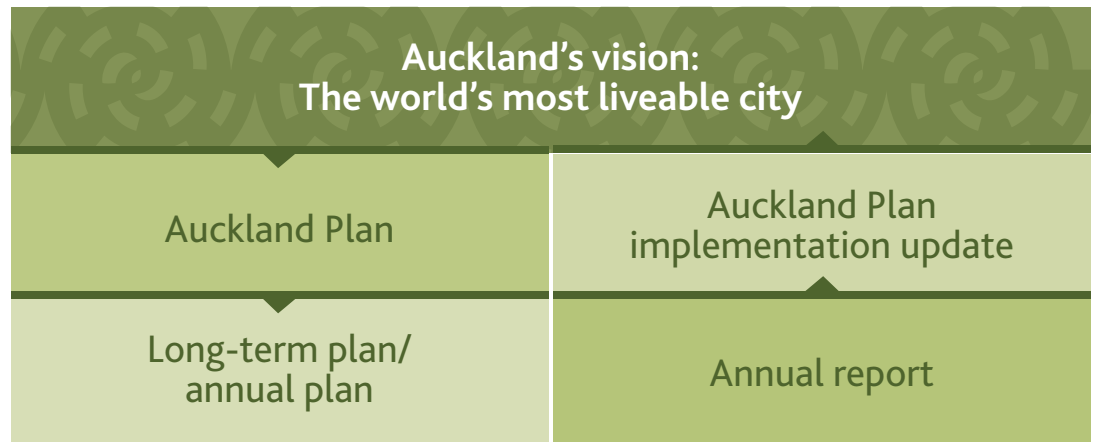 Auckland’s vision:
The world’s most liveable city
Auckland Plan
Auckland Plan
implementation update
Long-term plan/
annual plan
Annual report